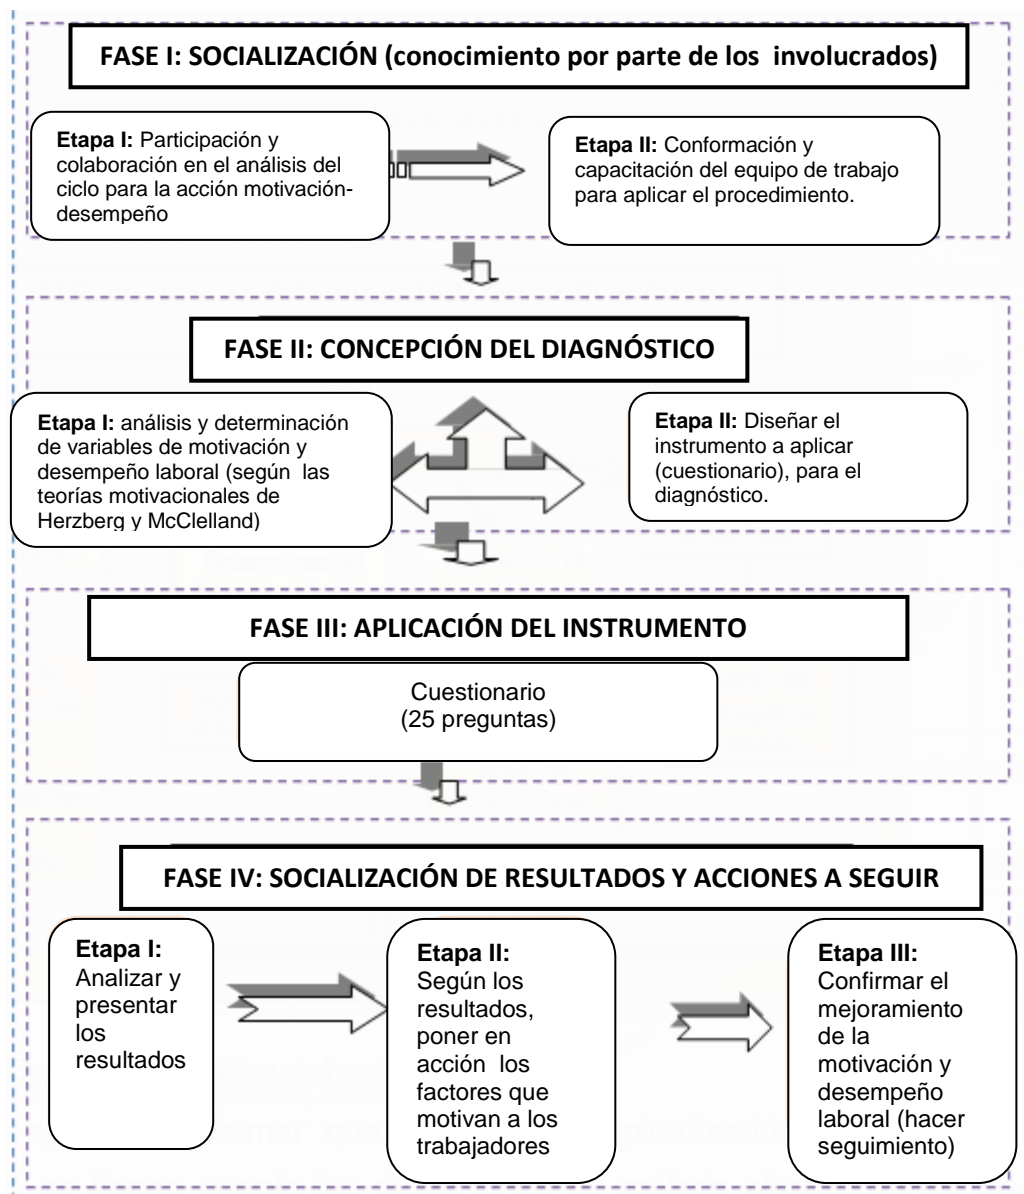 FASE I: SOCIALIZACIÓN (conocimiento por parte de los involucrados)
Etapa I: Participación y
colaboración en el análisis del
ciclo para la acción motivación-
desempeño
Etapa II: Conformación y
capacitación del equipo de trabajo
para aplicar el procedimiento.
FASE II: CONCEPCIÓN DEL DIAGNÓSTICO
Etapa I: análisis y determinación
de variables de motivación y
desempeño laboral (según las
teorías motivacionales de
Herzberg y McClelland)
Etapa II: Diseñar el
instrumento a aplicar
(cuestionario), para el
diagnóstico.
FASE III: APLICACIÓN DEL INSTRUMENTO
Cuestionario
(25 preguntas)
FASE IV: SOCIALIZACIÓN DE RESULTADOS Y ACCIONES A SEGUIR
Etapa I:
Analizar y
presentar
los
resultados
Etapa II:
Según los
resultados,
poner en
acción los
factores que
motivan a los
trabajadores
Etapa III:
Confirmar el
mejoramiento
de la
motivación y
desempeño
laboral (hacer
seguimiento)